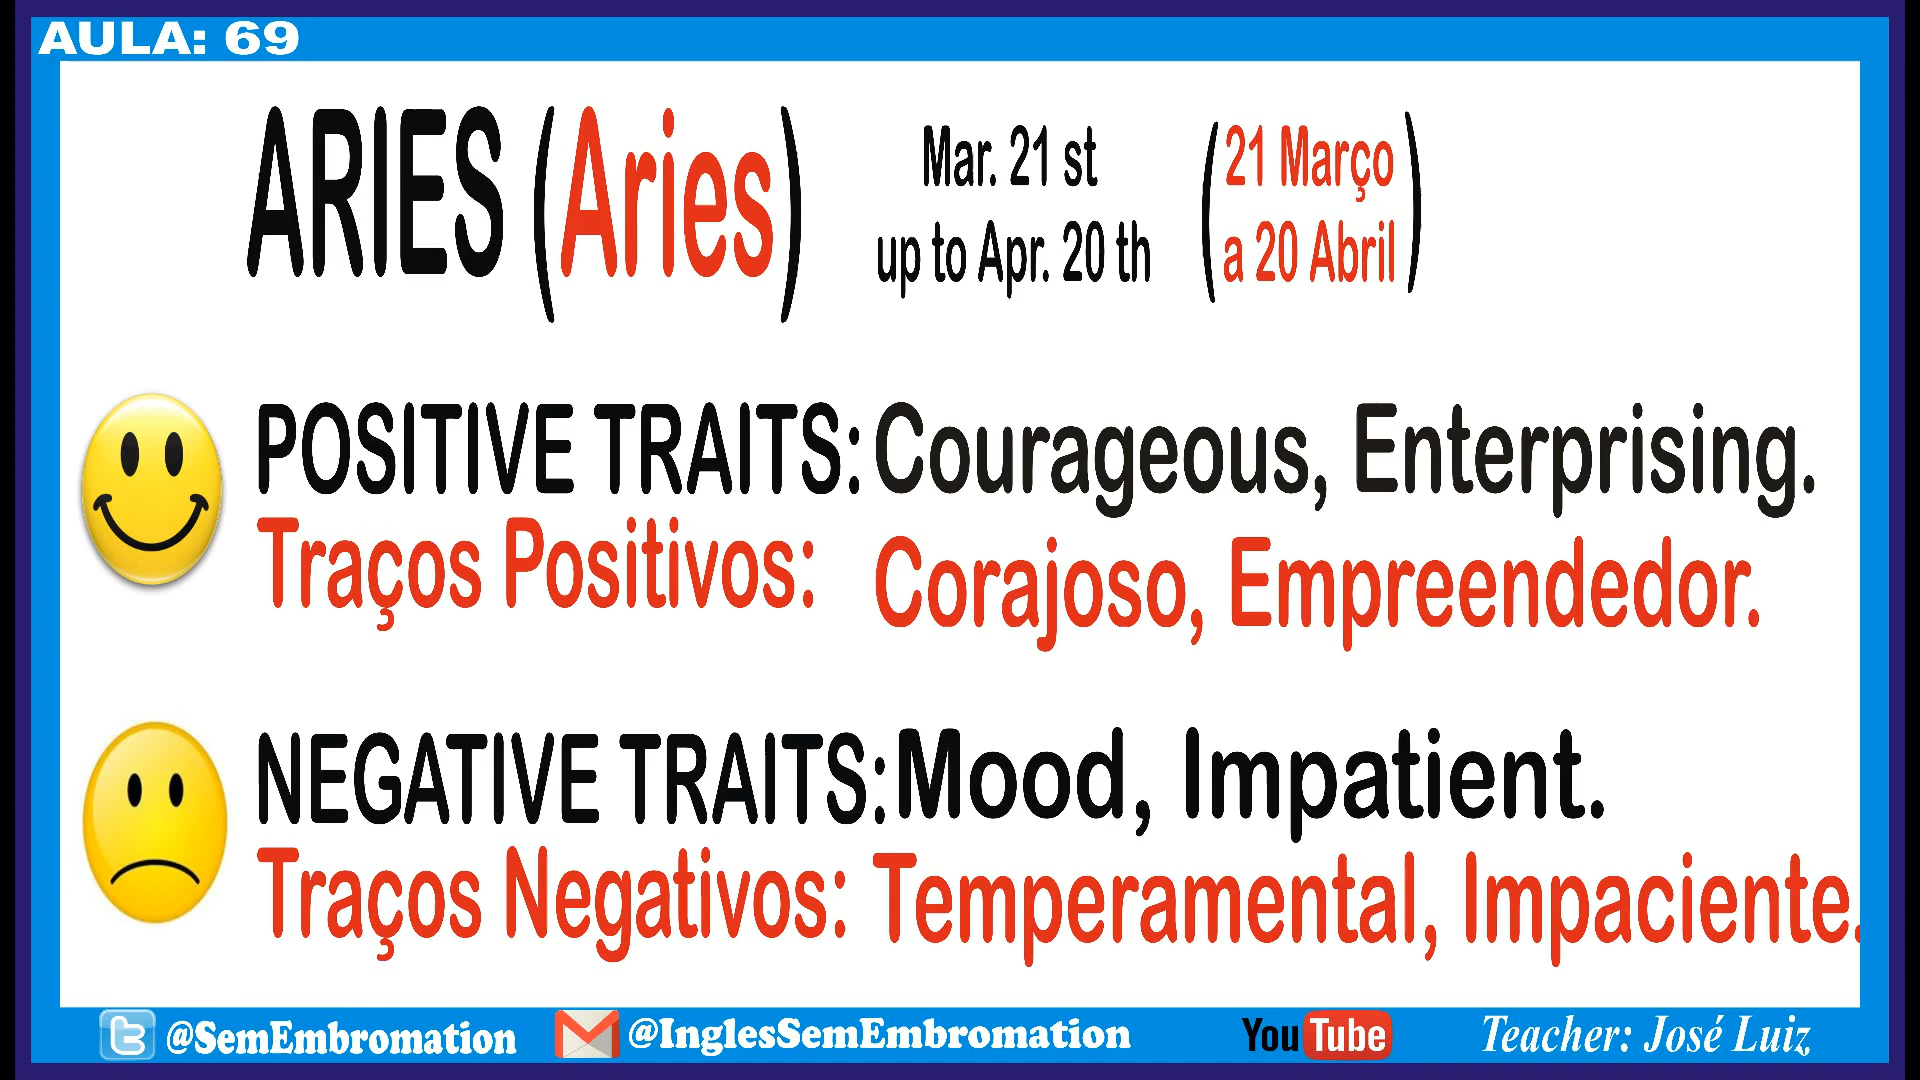 AULA: 69
ARIES (Aries)
Mar. 21 st
up to Apr. 20 th
(21 Março
a 20 Abril)
POSITIVE TRAITS: Courageous, Enterprising.
Traços Positivos: Corajoso, Empreendedor.
NEGATIVE TRAITS: Mood, Impatient.
Traços Negativos: Temperamental, Impaciente.
@SemEmbromation @InglesSemEmbromation YouTube Teacher: José Luiz